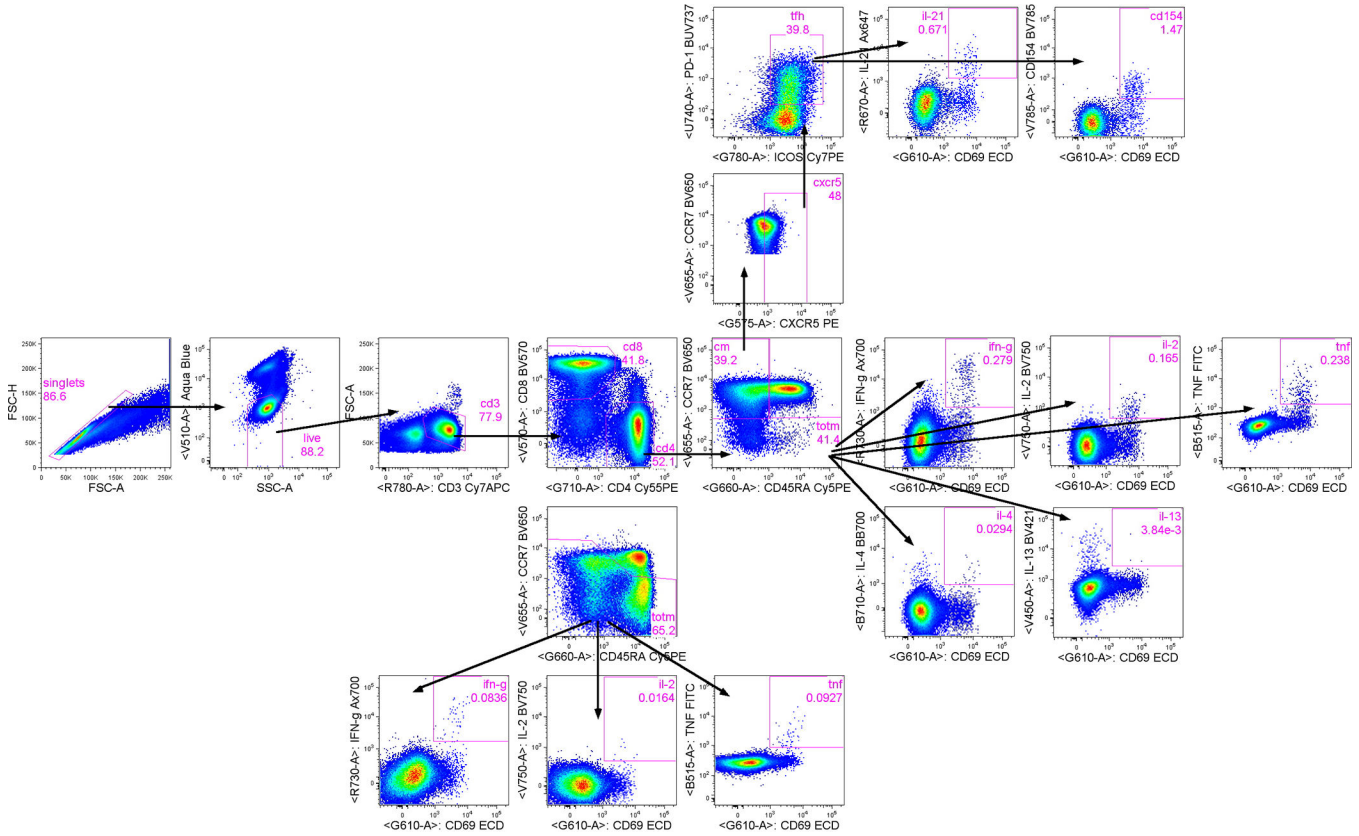 <U740-A>: PD-1 BUV737
tfh
39.8
<G780-A>: ICOS Cy7PE
<R670-A>: IL-21 Ax647
il-21
0.671
<G610-A>: CD69 ECD
<V785-A>: CD154 BV785
cd154
1.47
<G610-A>: CD69 ECD
<V655-A>: CCR7 BV650
cxcr5
48
<G575-A>: CXCR5 PE
FSC-H
singlets
86.6
FSC-A
<V510-A> Aqua Blue
live
88.2
SSC-A
FSC-A
cd3
77.9
<R780-A>: CD3 Cy7APC
<V570-A>: CD8 BV570
cd8
41.8
cd4
52.1
<G710-A>: CD4 Cy55PE
<V655-A>: CCR7 BV650
cm
39.2
totm
41.4
<G660-A>: CD45RA Cy5PE
<R730-A>: IFN-g Ax700
ifn-g
0.279
<G610-A>: CD69 ECD
<V750-A>: IL-2 BV750
il-2
0.165
<G610-A>: CD69 ECD
<B515-A>: TNF FITC
tnf
0.238
<G610-A>: CD69 ECD
<V655-A>: CCR7 BV650
totm
65.2
<G660-A>: CD45RA Cy5PE
<B710-A>: IL-4 BB700
il-4
0.0294
<G610-A>: CD69 ECD
<V450-A>: IL-13 BV421
il-13
3.84e-3
<G610-A>: CD69 ECD
<R730-A>: IFN-g Ax700
ifn-g
0.0836
<G610-A>: CD69 ECD
<V750-A>: IL-2 BV750
il-2
0.0164
<G610-A>: CD69 ECD
<B515-A>: TNF FITC
tnf
0.0927
<G610-A>: CD69 ECD